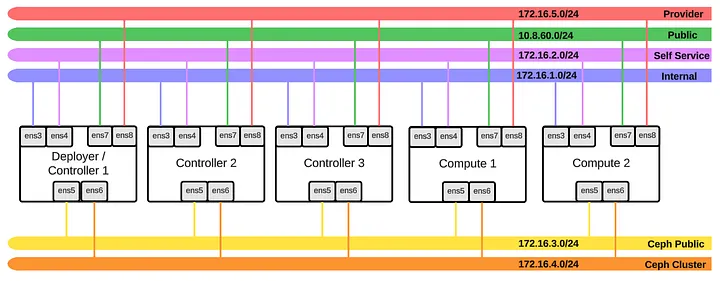 172.16.5.0/24 Provider
10.8.60.0/24 Public
172.16.2.0/24 Self Service
172.16.1.0/24 Internal
ens3 ens4 ens7 ens8
Deployer /
Controller 1
ens5 ens6
ens3 ens4 ens7 ens8
Controller 2
ens5 ens6
ens3 ens4 ens7 ens8
Controller 3
ens5 ens6
ens3 ens4 ens7 ens8
Compute 1
ens5 ens6
ens3 ens4 ens7 ens8
Compute 2
ens5 ens6
172.16.3.0/24 Ceph Public
172.16.4.0/24 Ceph Cluster